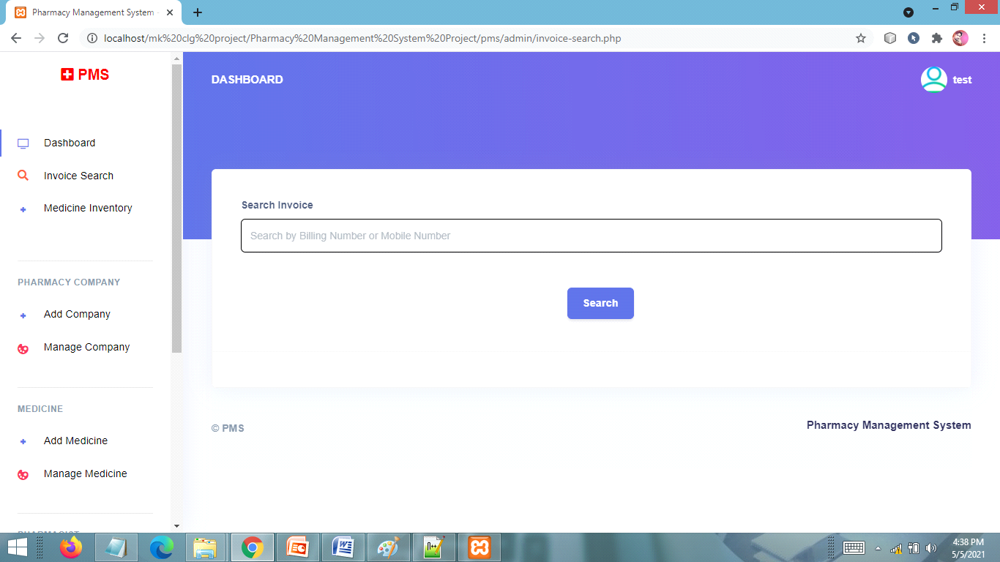 Pharmacy Management System
localhost/mk%20clg%20project/Pharmacy%20Management%20System%20Project/pms/admin/invoice-search.php
PMS
DASHBOARD
test
Dashboard
Invoice Search
Medicine Inventory
Search Invoice
Search by Billing Number or Mobile Number
Search
PHARMACY COMPANY
Add Company
Manage Company
MEDICINE
Add Medicine
Manage Medicine
PHARMACIST
© PMS
Pharmacy Management System
4:38 PM
5/5/2021